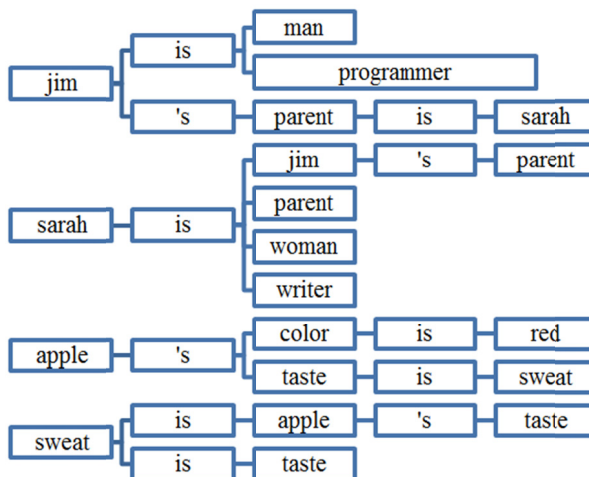 man
is
programmer
jim
's parent is sarah
jim 's parent
parent
sarah is
woman
writer
color is red
apple 's
taste is sweat
is apple 's taste
sweat
is taste